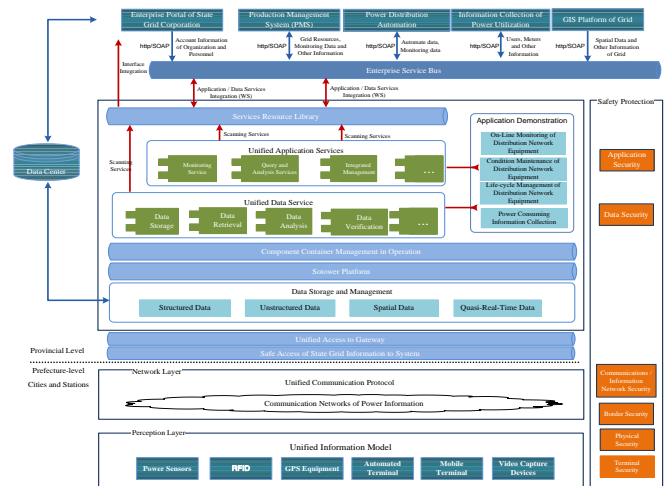 Enterprise Portal of State
Grid Corporation
Production Management
System (PMS)
Power Distribution
Automation
Information Collection of
Power Utilization
GIS Platform of Grid
http/SOAP
Account Information
of Organization and
Personnel
http/SOAP
Grid Resources,
Monitoring Data and
Other Information
http/SOAP
Automate data,
Monitoring data
http/SOAP
Users, Meters
and Other
Information
http/SOAP
Spatial Data and
Other Information
of Grid
Interface
Integration
Enterprise Service Bus
Application / Data Services
Integration (WS)
Application / Data Services
Integration (WS)
Services Resource Library
Safety Protection
Application Demonstration
Scanning Services
Scanning Services
Scanning
Services
Unified Application Services
Monitoring
Service
Query and
Analysis Services
Integrated
Management
...
On-Line Monitoring of
Distribution Network
Equipment
Condition Maintenance of
Distribution Network
Equipment
Life-cycle Management of
Distribution Network
Equipment
Power Consuming
Information Collection
Application
Security
Data Center
Unified Data Service
Data
Storage
Data
Retrieval
Data
Analysis
Data
Verification
...
Data Security
Component Container Management in Operation
Sotower Platform
Data Storage and Management
Structured Data
Unstructured Data
Spatial Data
Quasi-Real-Time Data
Unified Access to Gateway
Provincial Level
Safe Access of State Grid Information to System
Prefecture-level
Cities and Stations
Network Layer
Unified Communication Protocol
Communication Networks of Power Information
Communications /
Information
Network Security
Border Security
Physical
Security
Terminal
Security
Perception Layer
Unified Information Model
Power Sensors
RFID
GPS Equipment
Automated
Terminal
Mobile
Terminal
Video Capture
Devices